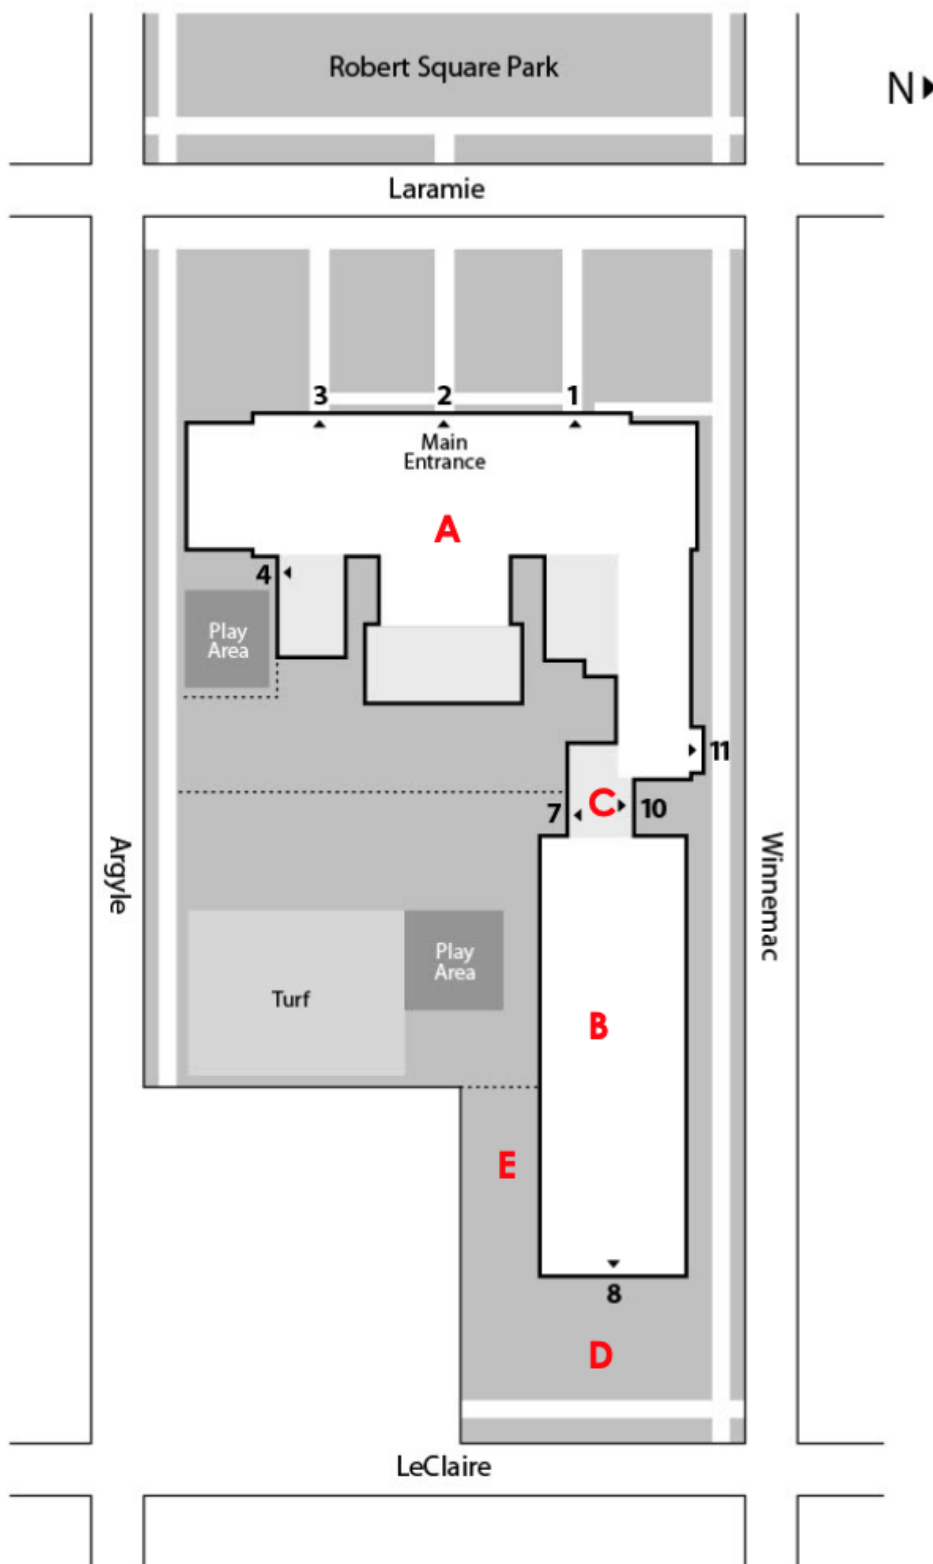 Robert Square Park
N
Laramie
3
2
1
Main
Entrance
A
4
Play
Area
11
C
7
10
Argyle
Winnemac
Play
Area
Turf
B
E
8
D
LeClaire